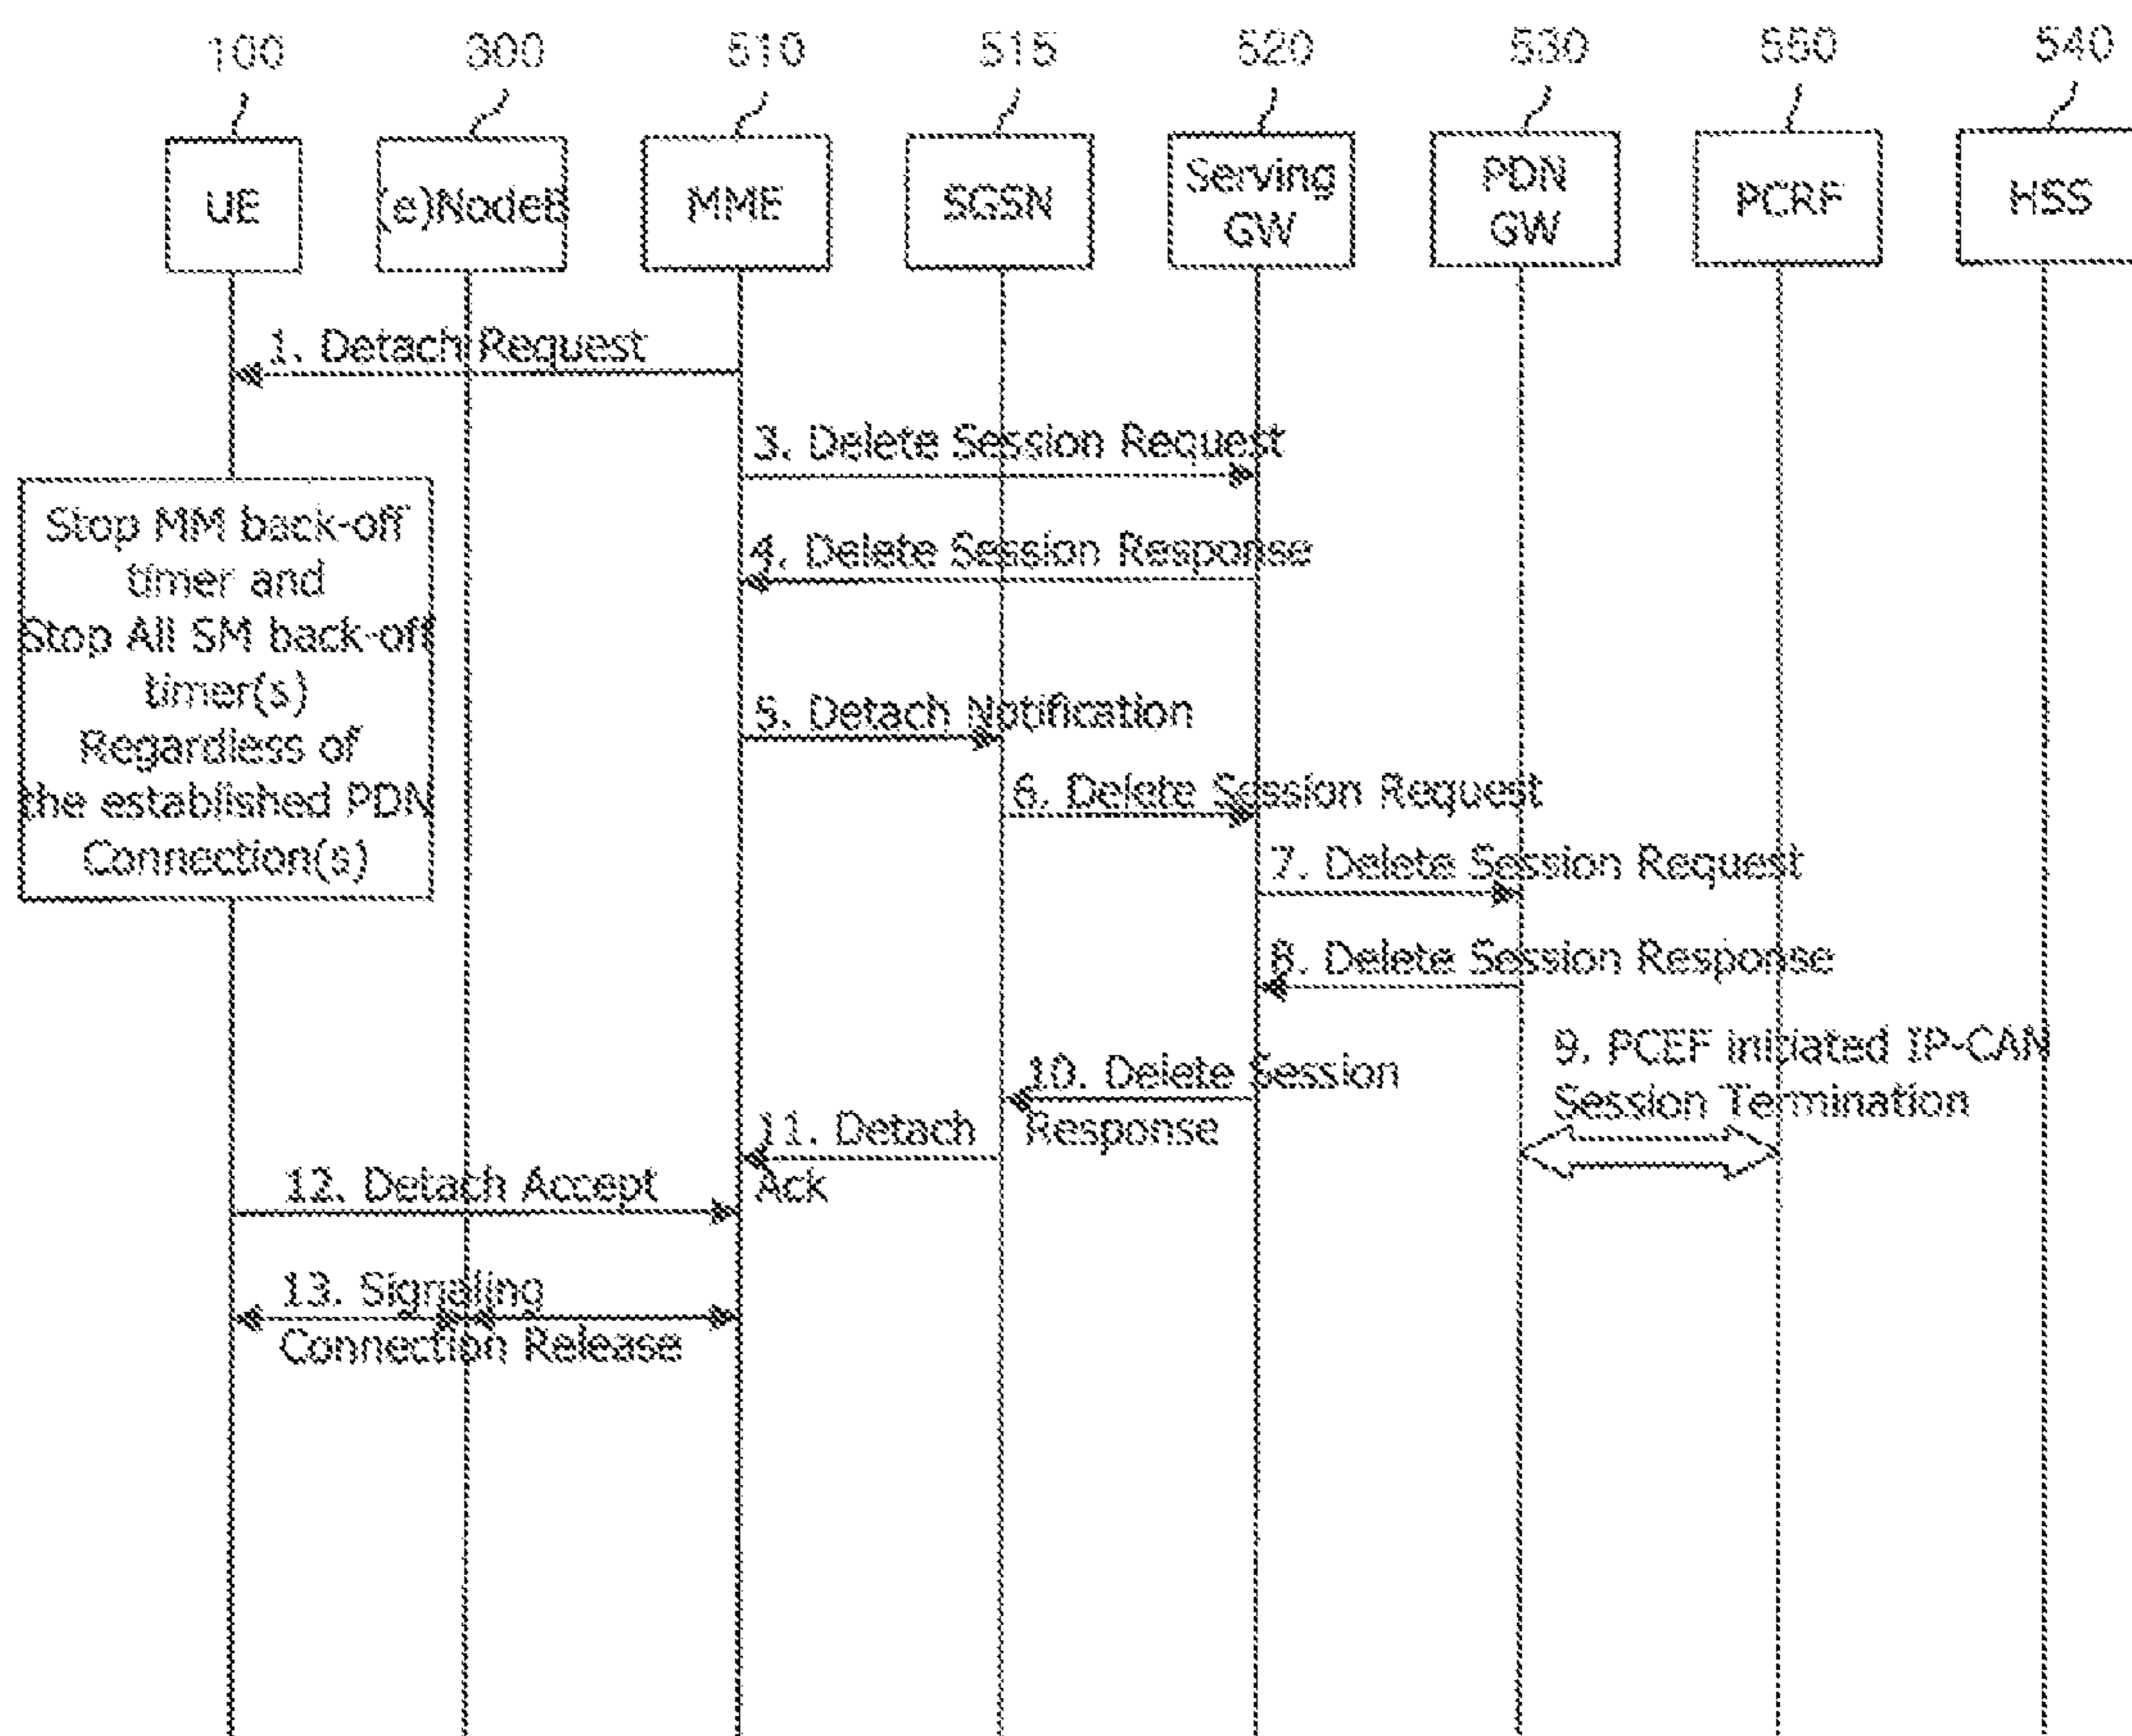 100 300 510 515 520 530 550 540
UE (e)NodeB MME SGSN Serving GW PDN GW PCRF HSS
1. Detach Request
3. Delete Session Request
Stop MM back-off
timer and
Stop All SM back-off
timer(s)
Regardless of
the established PDN
Connection(s)
4. Delete Session Response
5. Detach Notification
6. Delete Session Request
7. Delete Session Request
8. Delete Session Response
9. PCEF initiated IP-CAN
Session Termination
10. Delete Session
Response
11. Detach
Ack
12. Detach Accept
13. Signalling
Connection Release